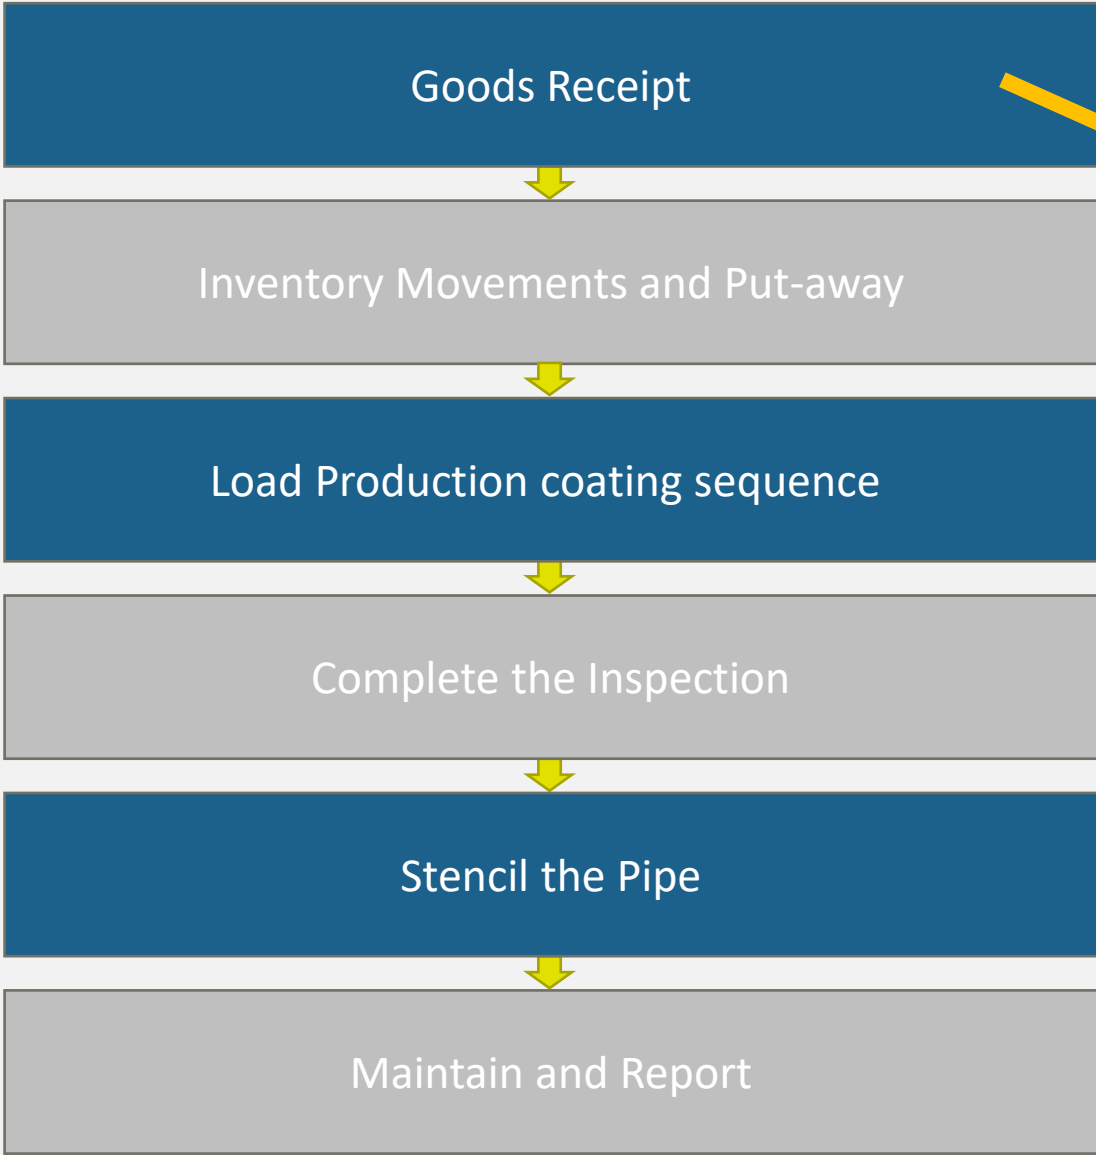 Goods Receipt
Inventory Movements and Put-away
Load Production coating sequence
Complete the Inspection
Stencil the Pipe
Maintain and Report